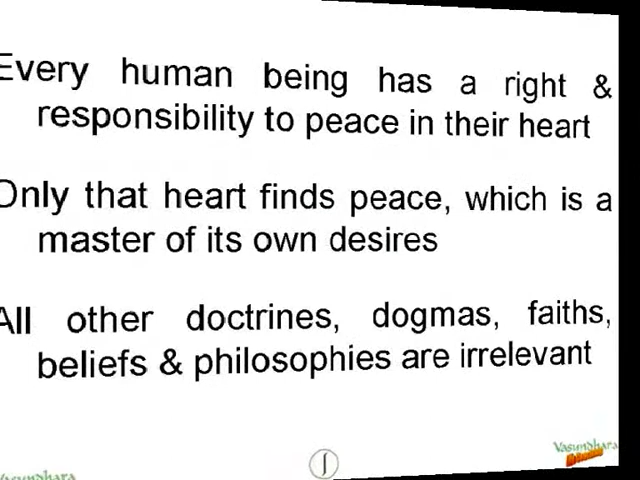 Every human being has a right &
responsibility to peace in their heart
Only that heart finds peace, which is a
master of its own desires
All other doctrines, dogmas, faiths,
beliefs & philosophies are irrelevant
Vasundhara
Vasundhara